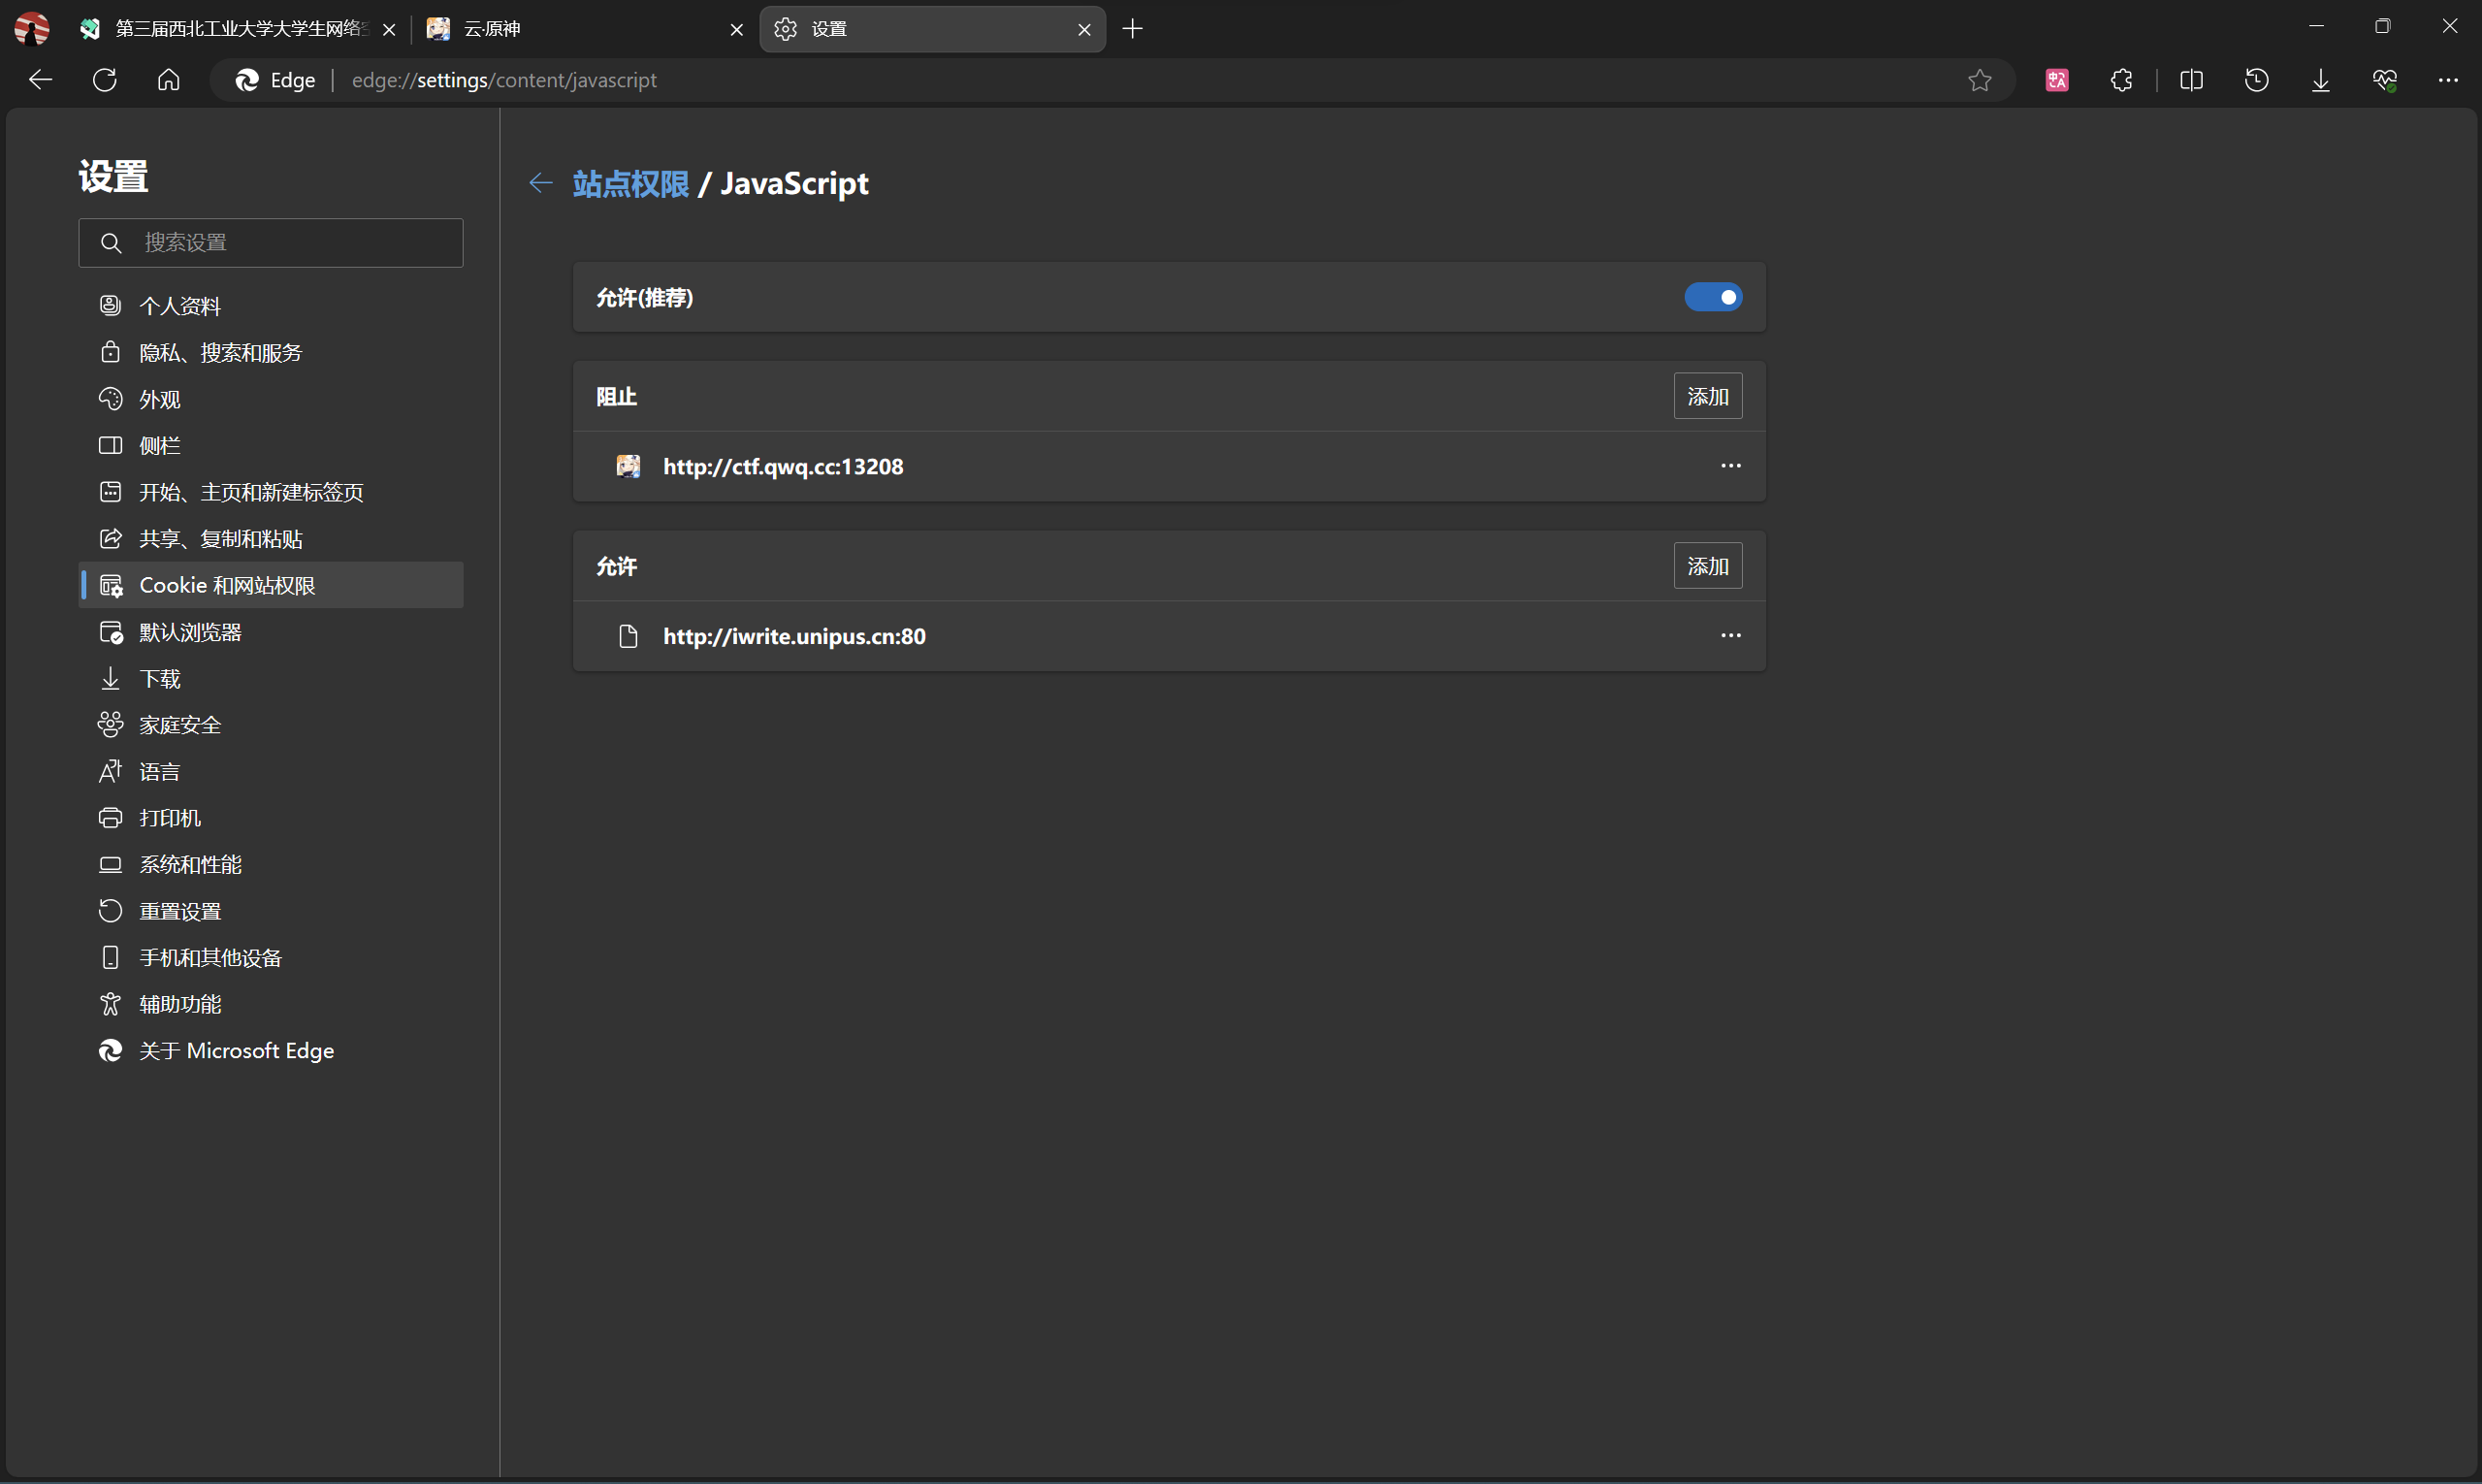 第三届西北工业大学大学生网络
云·原神
设置
Edge
edge://settings/content/javascript
设置
搜索设置
个人资料
隐私、搜索和服务
外观
侧栏
开始、主页和新建标签页
共享、复制和粘贴
Cookie 和网站权限
默认浏览器
下载
家庭安全
语言
打印机
系统和性能
重置设置
手机和其他设备
辅助功能
关于 Microsoft Edge
站点权限 / JavaScript
允许(推荐)
阻止
添加
http://ctf.qwq.cc:13208
允许
添加
http://iwrite.unipus.cn:80